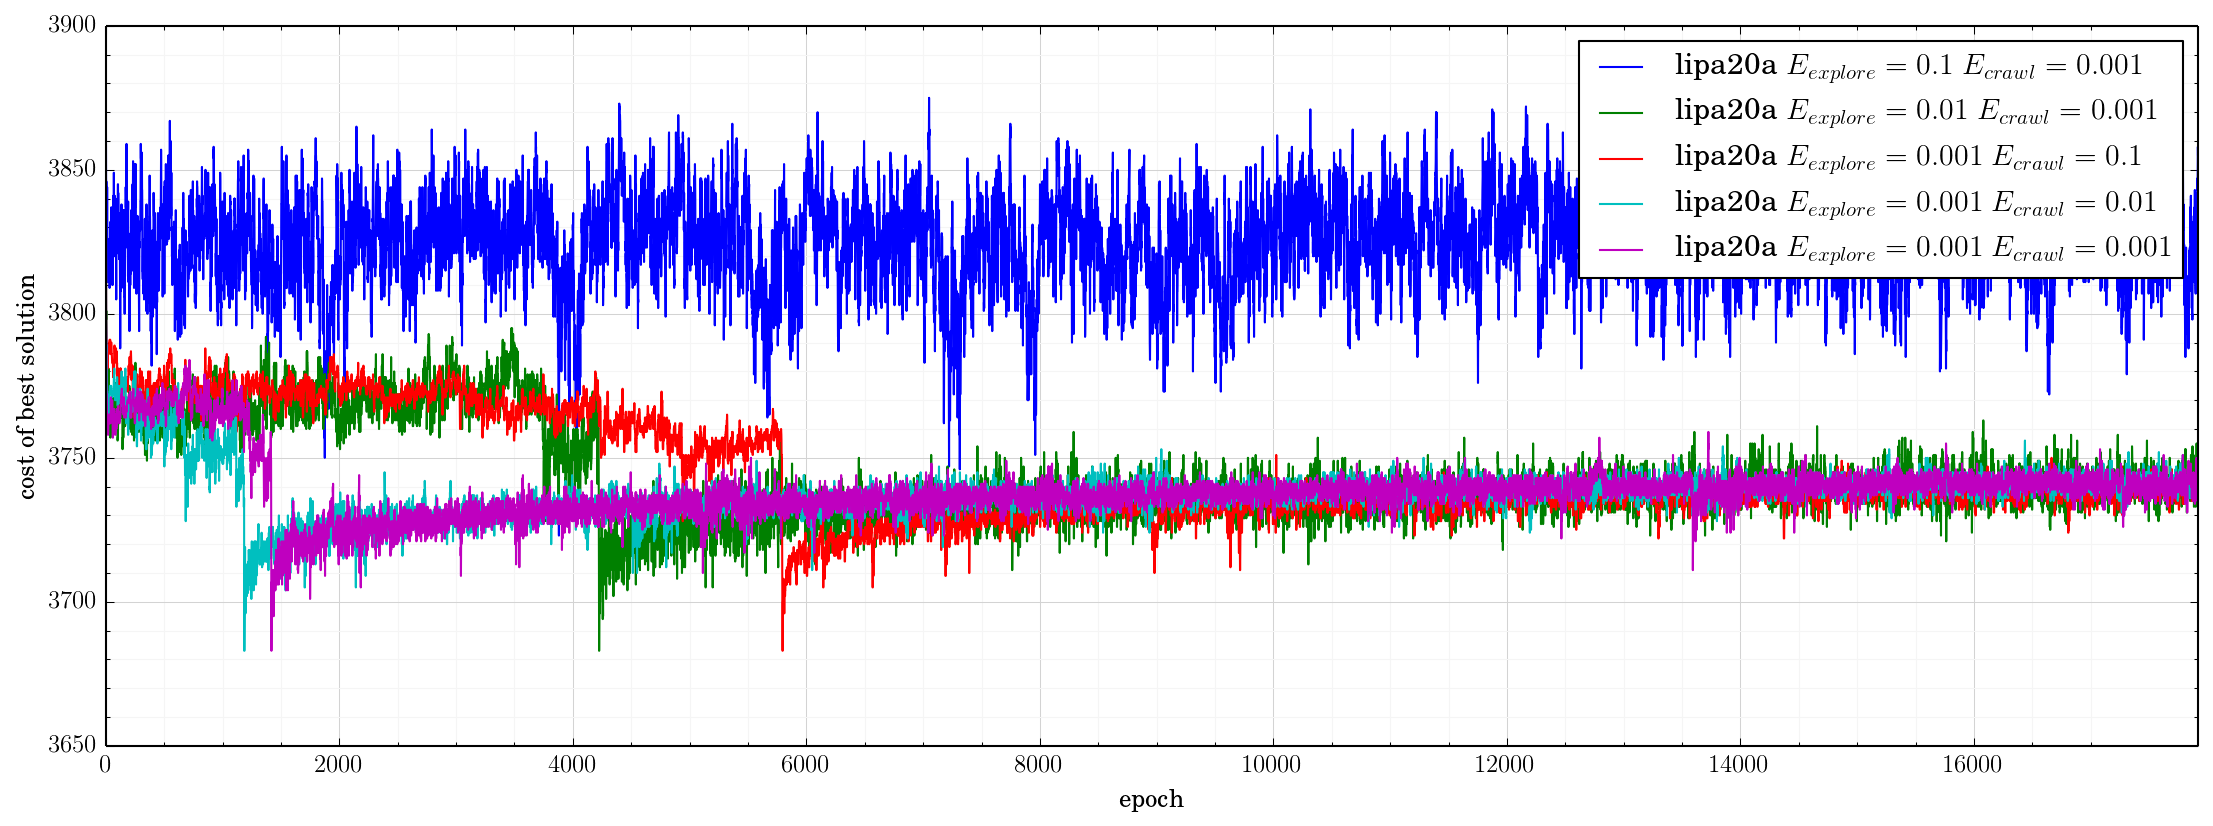 3900
3850
3800
3750
3700
3650
cost of best solution
lipa20a E_explore = 0.1 E_crawl = 0.001
lipa20a E_explore = 0.01 E_crawl = 0.001
lipa20a E_explore = 0.001 E_crawl = 0.1
lipa20a E_explore = 0.001 E_crawl = 0.01
lipa20a E_explore = 0.001 E_crawl = 0.001
0 2000 4000 6000 8000 10000 12000 14000 16000
epoch